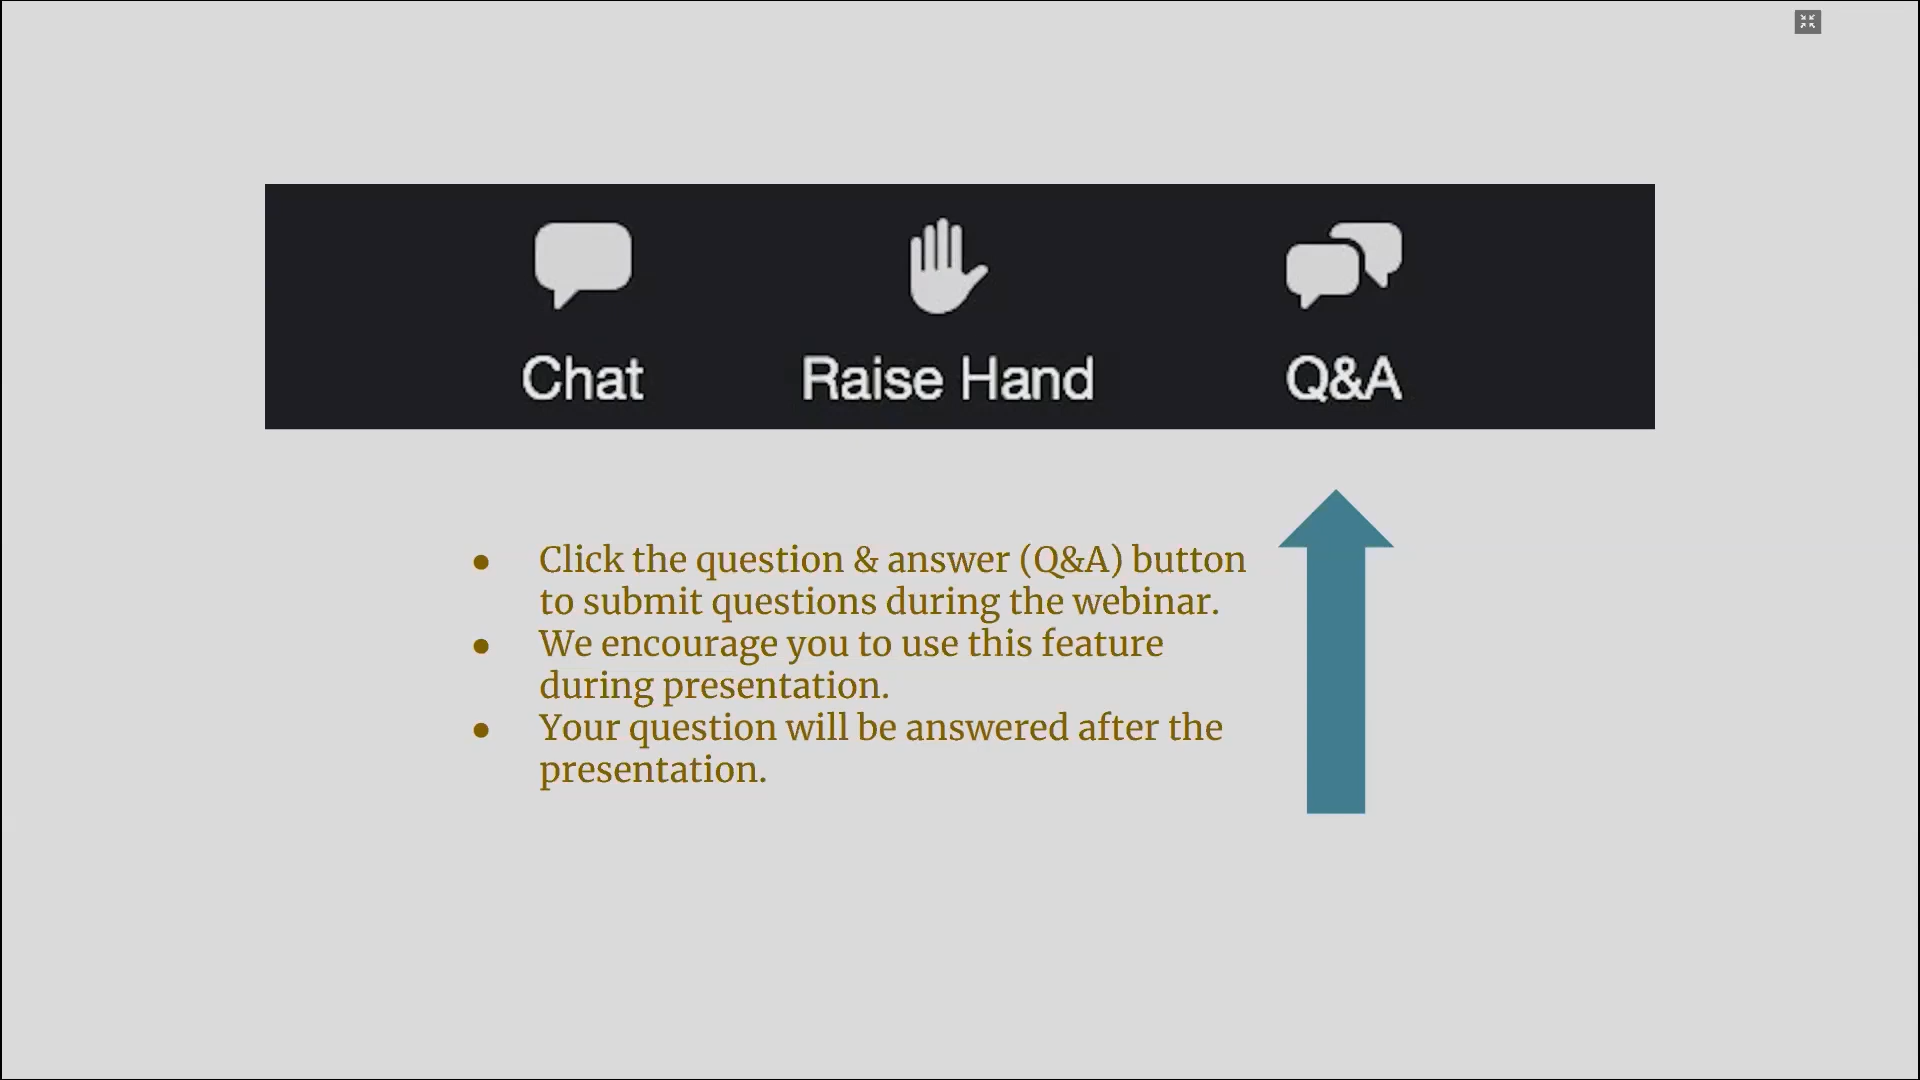 Chat Raise Hand Q&A
● Click the question & answer (Q&A) button
to submit questions during the webinar.
● We encourage you to use this feature
during presentation.
● Your question will be answered after the
presentation.